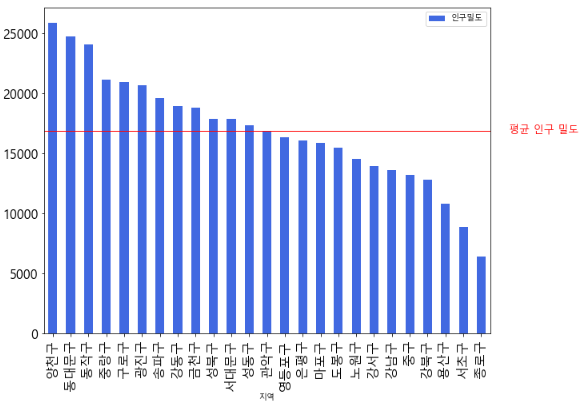 인구밀도
25000
20000
15000
10000
5000
0
평균 인구 밀도
양천구
동대문구
동작구
중랑구
구로구
광진구
송파구
강동구
금천구
성북구
서대문구
성동구
관악구
영등포구
은평구
마포구
도봉구
노원구
강서구
강남구
중구
강북구
용산구
서초구
종로구
지역